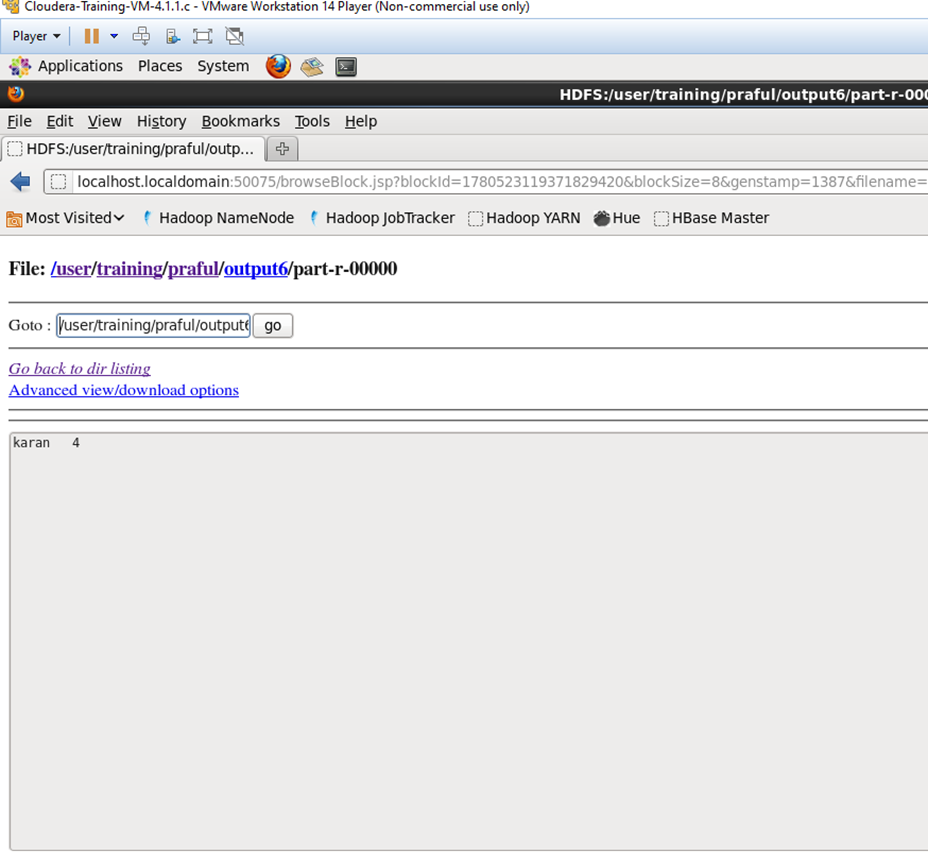 Cloudera-Training-VM-4.1.1.c - VMware Workstation 14 Player (Non-commercial use only)
Player
Applications Places System
HDFS:/user/training/praful/output6/part-r-000
File Edit View History Bookmarks Tools Help
HDFS:/user/training/praful/outp...
localhost.localdomain:50075/browseBlock.jsp?blockId=1780523119371829420&blockSize=8&genstamp=1387&filename=
Most Visited Hadoop NameNode Hadoop JobTracker Hadoop YARN Hue HBase Master
File: /user/training/praful/output6/part-r-00000
Goto : /user/training/praful/output6 go
Go back to dir listing
Advanced view/download options
karan 4